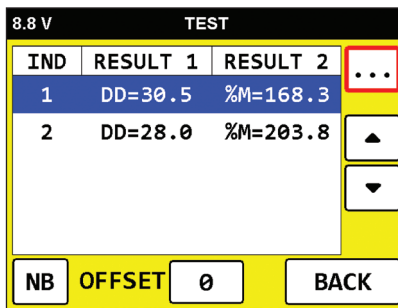 8.8 V TEST
IND RESULT 1 RESULT 2 ...
1 DD=30.5 %M=168.3
2 DD=28.0 %M=203.8
NB OFFSET 0 BACK